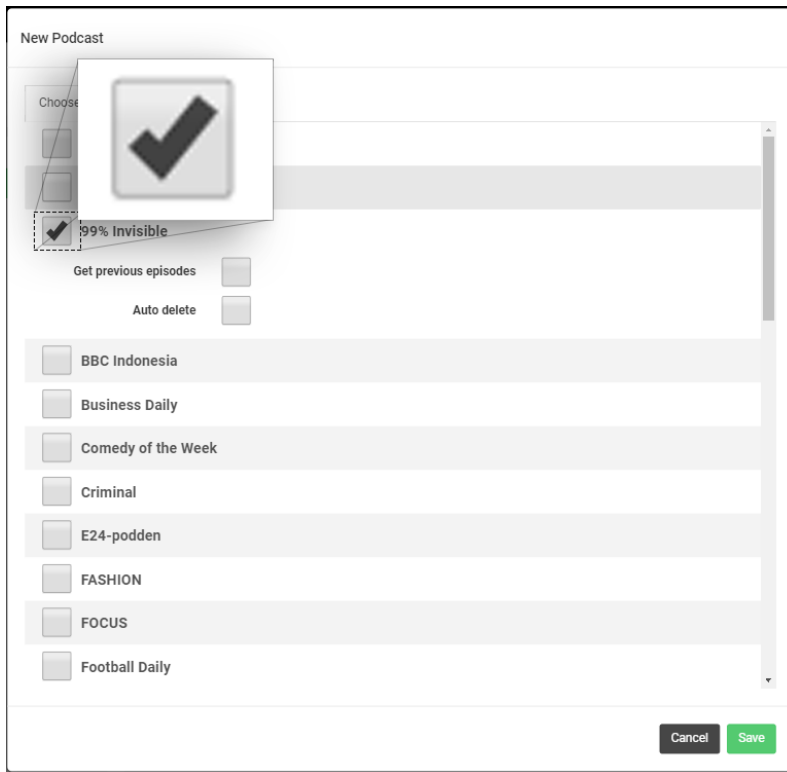 New Podcast
Choose
99% Invisible
Get previous episodes
Auto delete
BBC Indonesia
Business Daily
Comedy of the Week
Criminal
E24-podden
FASHION
FOCUS
Football Daily
Cancel Save